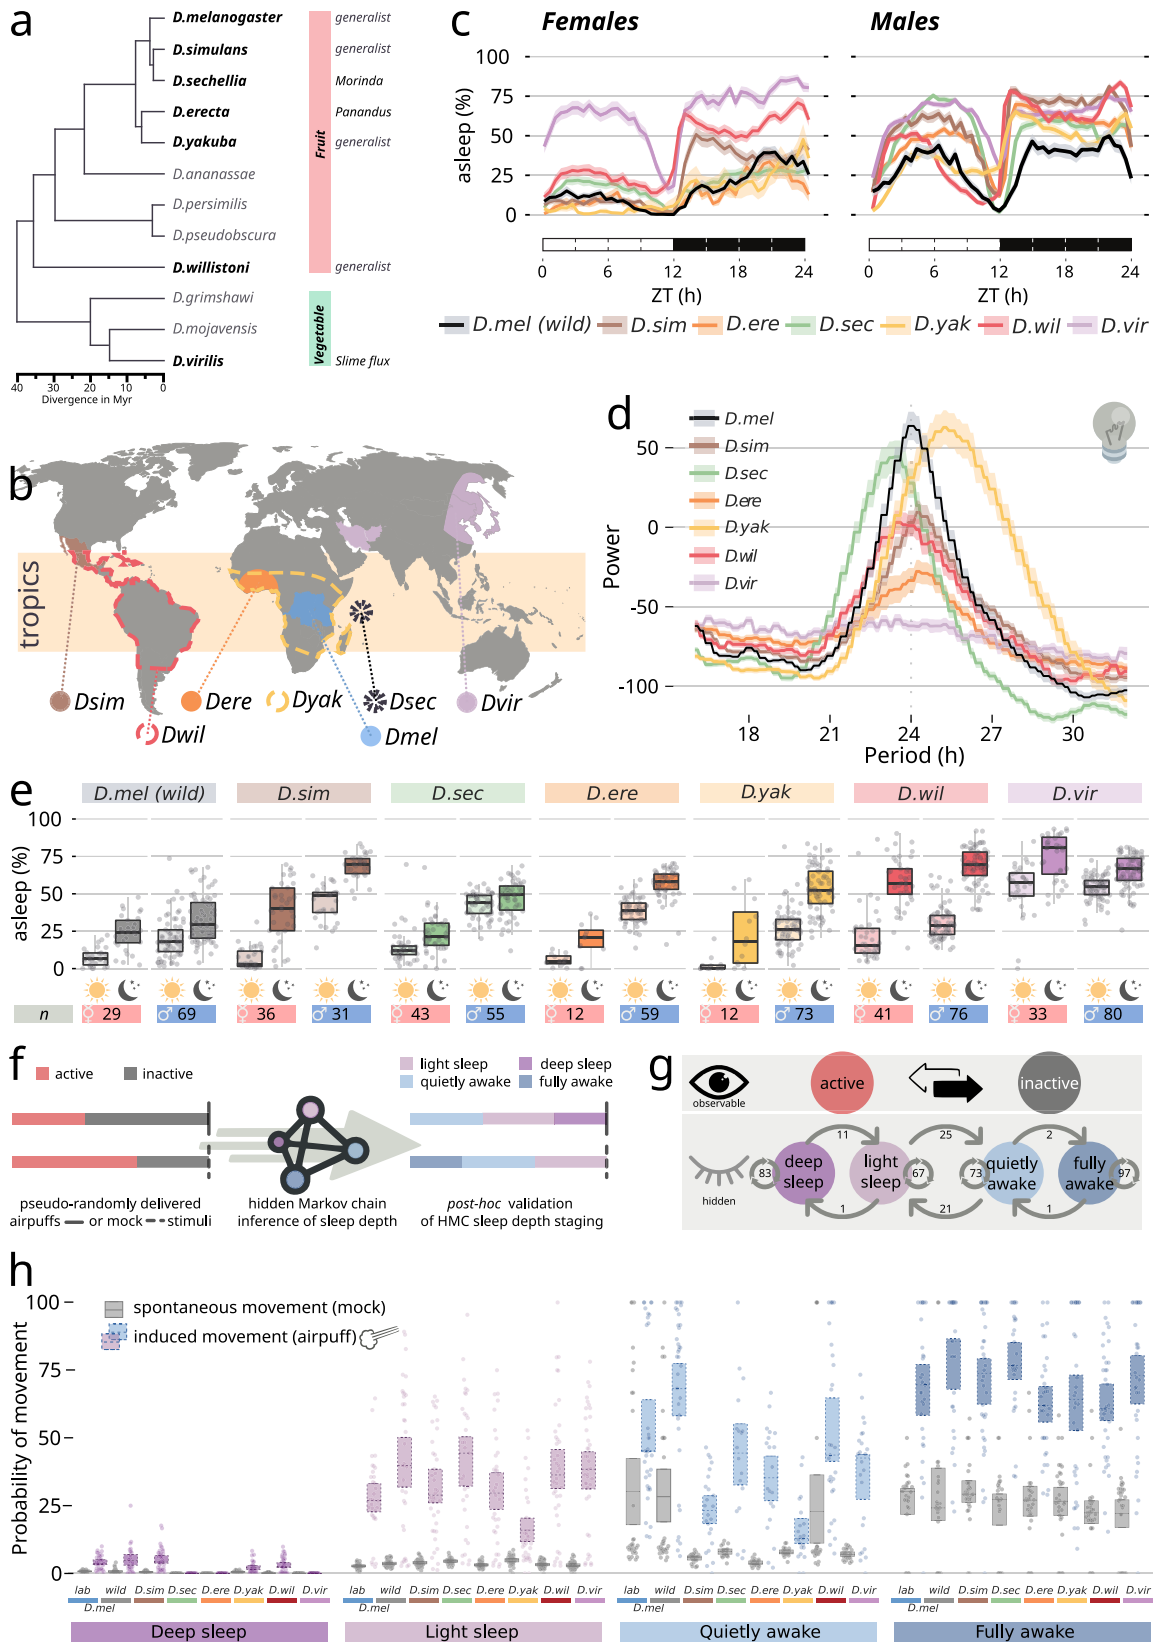 a
D.melanogaster generalist
D.simulans generalist
D.sechellia Morinda
D.erecta Panandus
D.yakuba generalist
D.ananassae
D.persimilis
D.pseudobscura
D.willistoni generalist
D.grimshawi
D.mojavensis
D.virilis Slime flux
Fruit
Vegetable
40 30 20 10 0
Divergence in Myr
b
tropics
Dsim Dere Dyak Dsec Dvir
Dwil Dmel
c
Females Males
asleep (%)
100
75
50
25
0
0 6 12 18 24 0 6 12 18 24
ZT (h) ZT (h)
D.mel (wild) D.sim D.ere D.sec D.yak D.wil D.vir
d
D.mel
D.sim
D.sec
D.ere
D.yak
D.wil
D.vir
Power
50
0
-50
-100
18 21 24 27 30
Period (h)
e
D.mel (wild) D.sim D.sec D.ere D.yak D.wil D.vir
asleep (%)
100
75
50
25
0
n ♀ 29 ♂ 69 ♀ 36 ♂ 31 ♀ 43 ♂ 55 ♀ 12 ♂ 59 ♀ 12 ♂ 73 ♀ 41 ♂ 76 ♀ 33 ♂ 80
f
active inactive
light sleep deep sleep
quietly awake fully awake
pseudo-randomly delivered
airpuffs or mock stimuli
hidden Markov chain
inference of sleep depth
post-hoc validation
of HMC sleep depth staging
g
observable
active inactive
hidden
11 25 2
83 deep sleep light sleep 67 73 quietly awake fully awake 97
1 21 1
h
Probability of movement
spontaneous movement (mock)
induced movement (airpuff)
100
75
50
25
0
lab wild D.sim D.sec D.ere D.yak D.wil D.vir lab wild D.sim D.sec D.ere D.yak D.wil D.vir lab wild D.sim D.sec D.ere D.yak D.wil D.vir lab wild D.sim D.sec D.ere D.yak D.wil D.vir
D.mel D.mel D.mel D.mel
Deep sleep Light sleep Quietly awake Fully awake